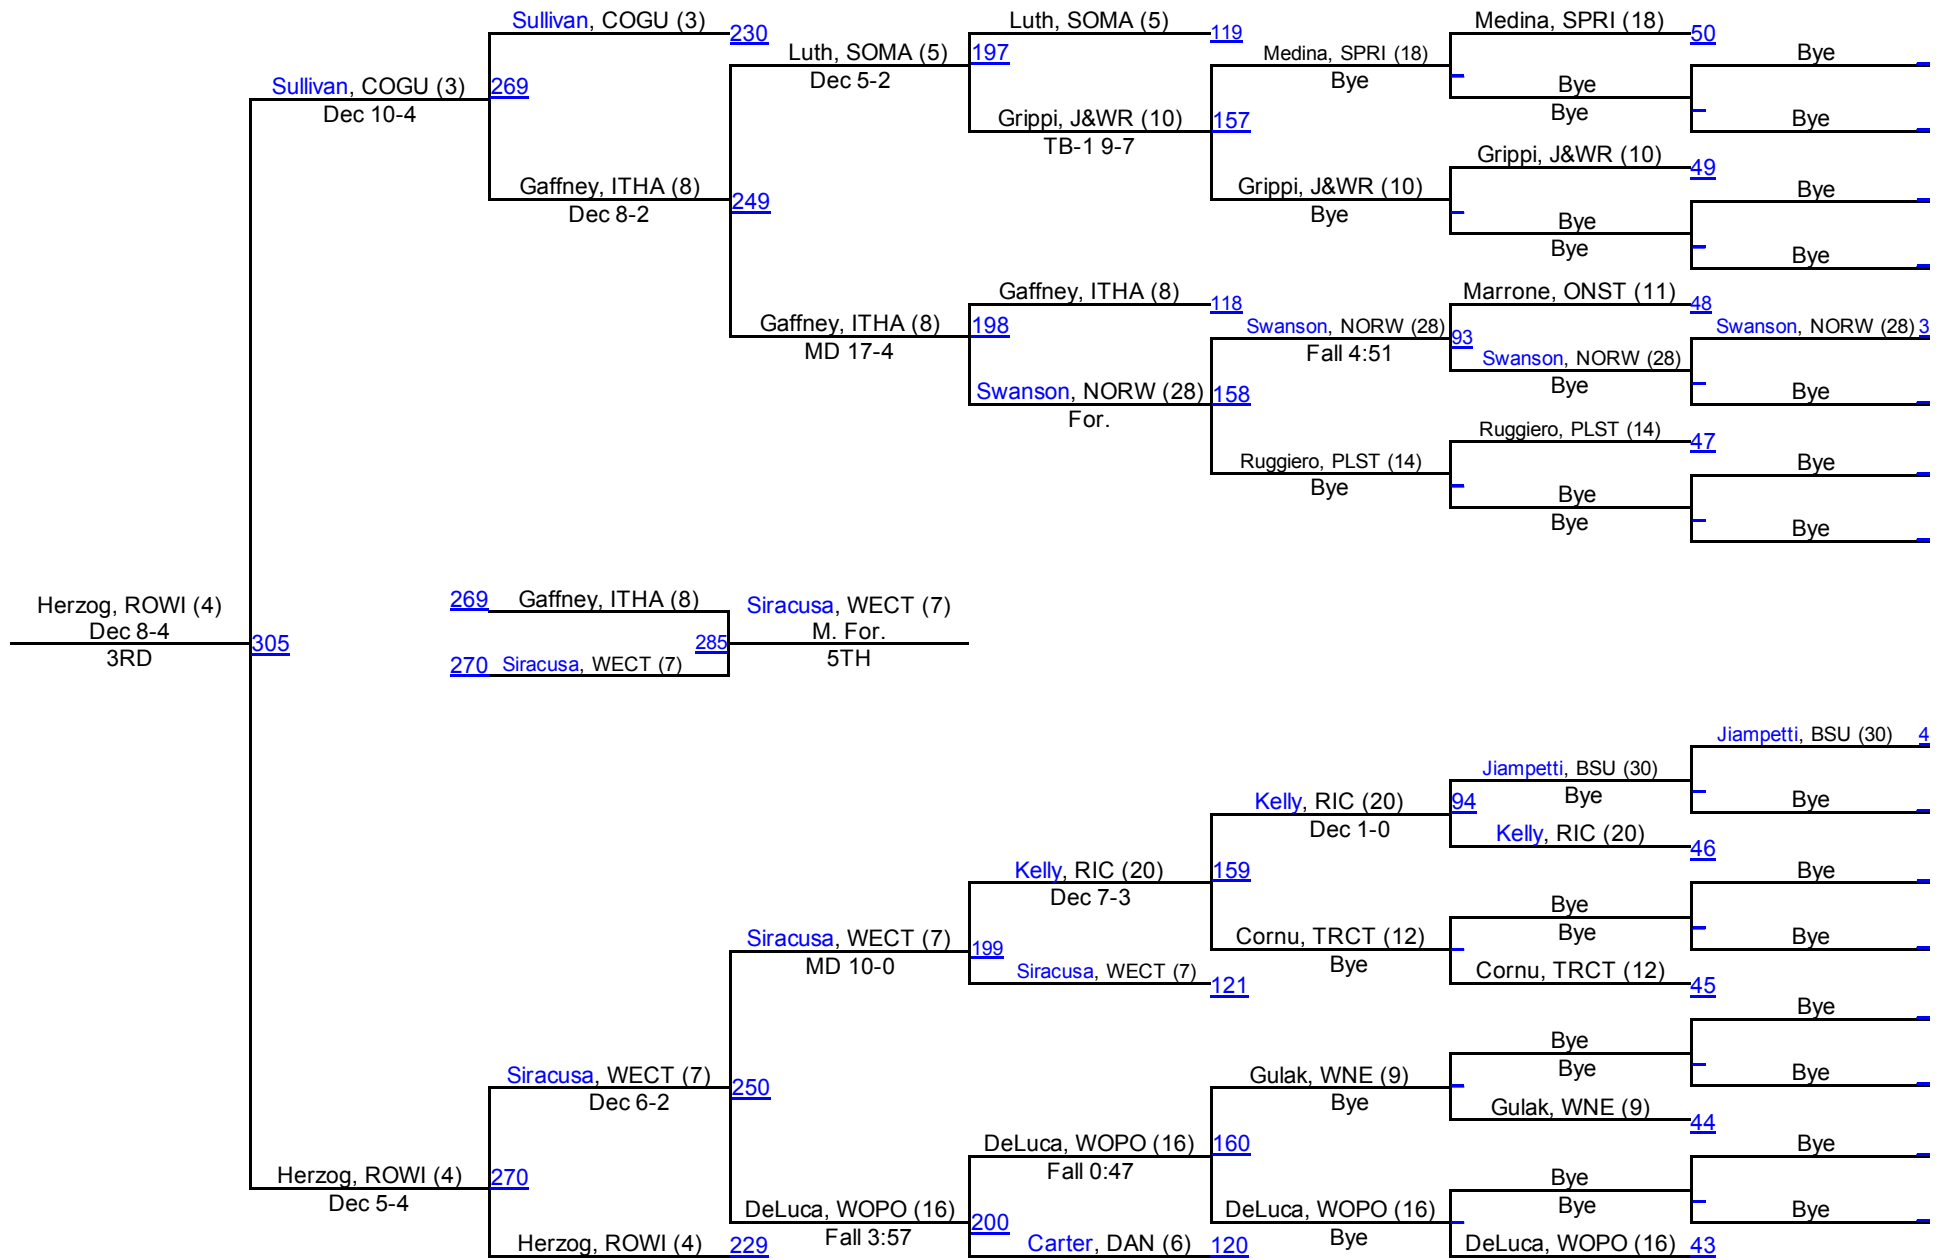 Sullivan, COGU (3)
230
Luth, SOMA (5)
119
Medina, SPRI (18)
50
Luth, SOMA (5)
Dec 5-2
197
Medina, SPRI (18)
Bye
Bye
Sullivan, COGU (3)
Dec 10-4
269
Bye
Bye
Grippi, J&WR (10)
TB-1 9-7
157
Bye
Grippi, J&WR (10)
49
Gaffney, ITHA (8)
Dec 8-2
249
Grippi, J&WR (10)
Bye
Bye
Bye
Bye
Bye
Gaffney, ITHA (8)
118
Marrone, ONST (11)
48
Gaffney, ITHA (8)
MD 17-4
198
Swanson, NORW (28)
Fall 4:51
93
Swanson, NORW (28) 3
Swanson, NORW (28)
Bye
Swanson, NORW (28)
For.
158
Bye
Ruggiero, PLST (14)
47
Ruggiero, PLST (14)
Bye
Bye
Bye
Bye
Bye
Herzog, ROWI (4)
Dec 8-4
3RD
305
269
Gaffney, ITHA (8)
270
Siracusa, WECT (7)
285
Siracusa, WECT (7)
M. For.
5TH
Jiampetti, BSU (30) 4
Jiampetti, BSU (30)
Bye
Bye
Kelly, RIC (20)
Dec 1-0
94
Kelly, RIC (20)
46
Kelly, RIC (20)
Dec 7-3
159
Bye
Bye
Bye
Siracusa, WECT (7)
MD 10-0
199
Cornu, TRCT (12)
Bye
Bye
Siracusa, WECT (7)
121
Cornu, TRCT (12)
45
Bye
Bye
Bye
Siracusa, WECT (7)
Dec 6-2
250
Gulak, WNE (9)
Bye
Bye
Gulak, WNE (9)
44
DeLuca, WOPO (16)
Fall 0:47
160
Bye
Herzog, ROWI (4)
Dec 5-4
270
Bye
Bye
DeLuca, WOPO (16)
Fall 3:57
200
DeLuca, WOPO (16)
Bye
Bye
Herzog, ROWI (4)
229
Carter, DAN (6)
120
DeLuca, WOPO (16)
43